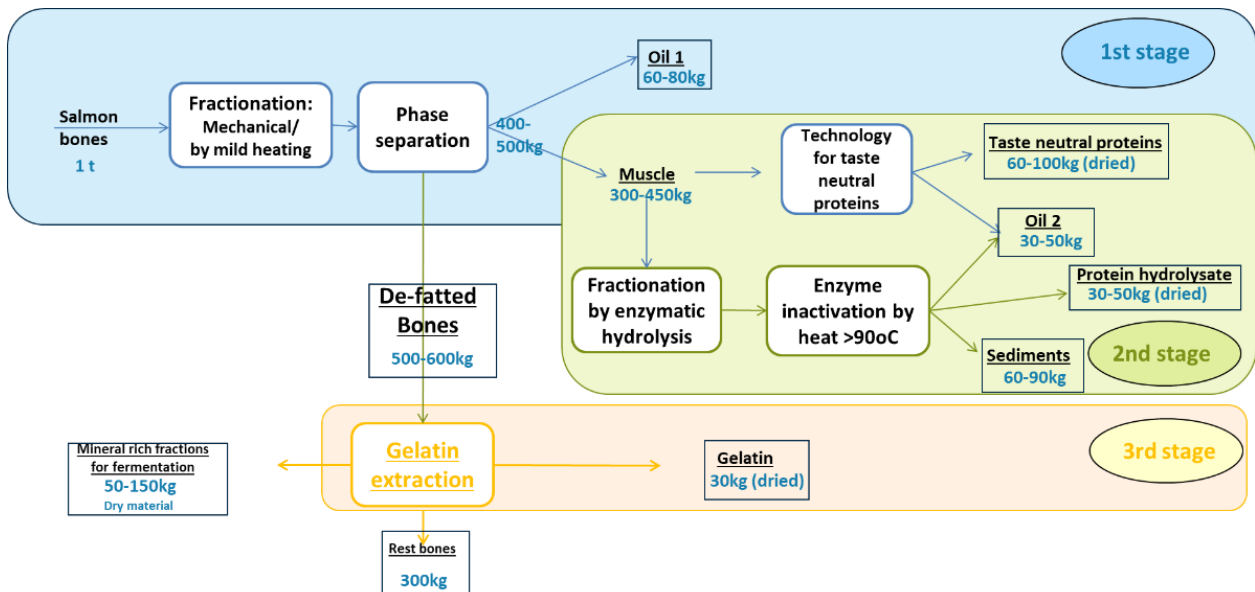 1st stage
Oil 1
60-80kg
Salmon
bones
1 t
Fractionation:
Mechanical/
by mild heating
Phase
separation
400-
500kg
Muscle
300-450kg
Technology
for taste
neutral
proteins
Taste neutral proteins
60-100kg (dried)
Oil 2
30-50kg
Fractionation
by enzymatic
hydrolysis
Enzyme
inactivation by
heat >90oC
Protein hydrolysate
30-50kg (dried)
Sediments
60-90kg
2nd stage
De-fatted
Bones
500-600kg
Gelatin
extraction
Mineral rich fractions
for fermentation
50-150kg
Dry material
Gelatin
30kg (dried)
3rd stage
Rest bones
300kg